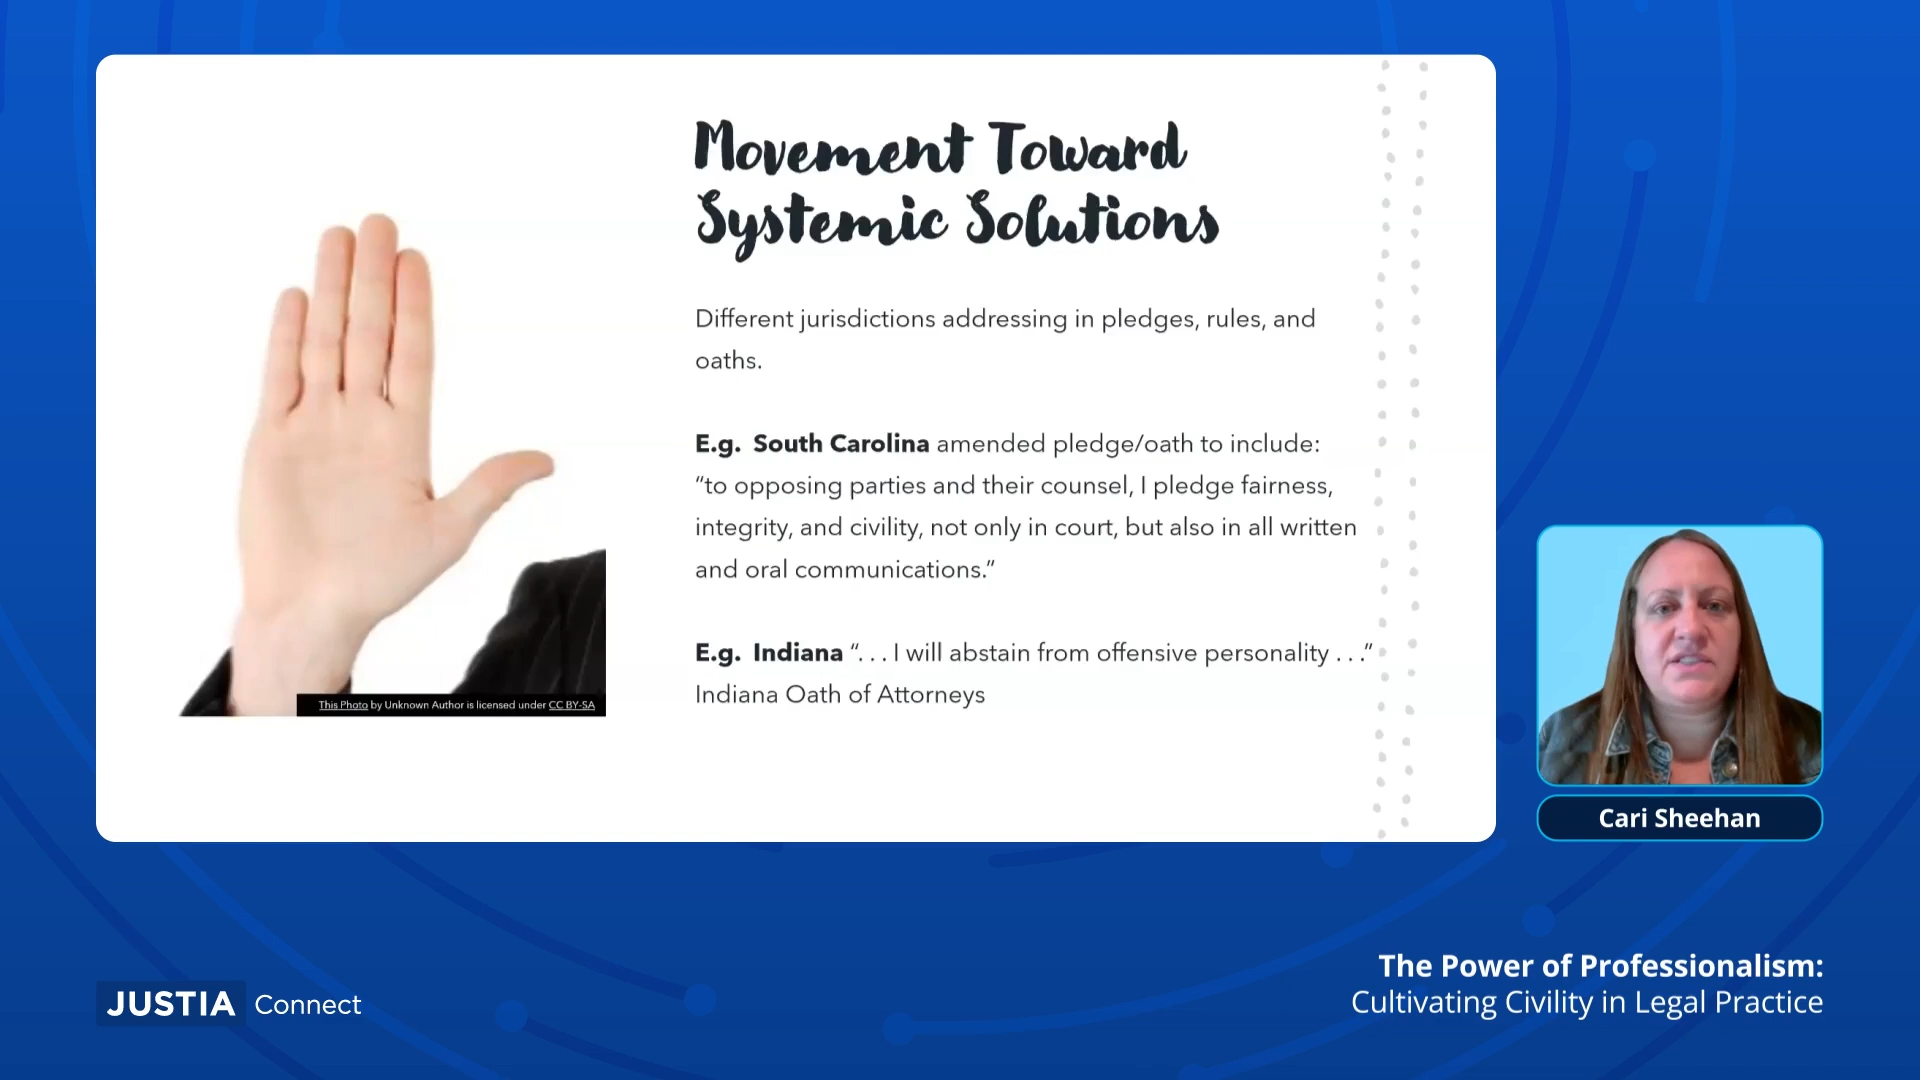 Movement Toward
Systemic Solutions
Different jurisdictions addressing in pledges, rules, and
oaths.
E.g.  South Carolina amended pledge/oath to include:
“to opposing parties and their counsel, I pledge fairness,
integrity, and civility, not only in court, but also in all written
and oral communications.”
E.g.  Indiana “. . . I will abstain from offensive personality . . .”
Indiana Oath of Attorneys
This Photo by Unknown Author is licensed under CC BY-SA
Cari Sheehan
The Power of Professionalism:
Cultivating Civility in Legal Practice
JUSTIA Connect